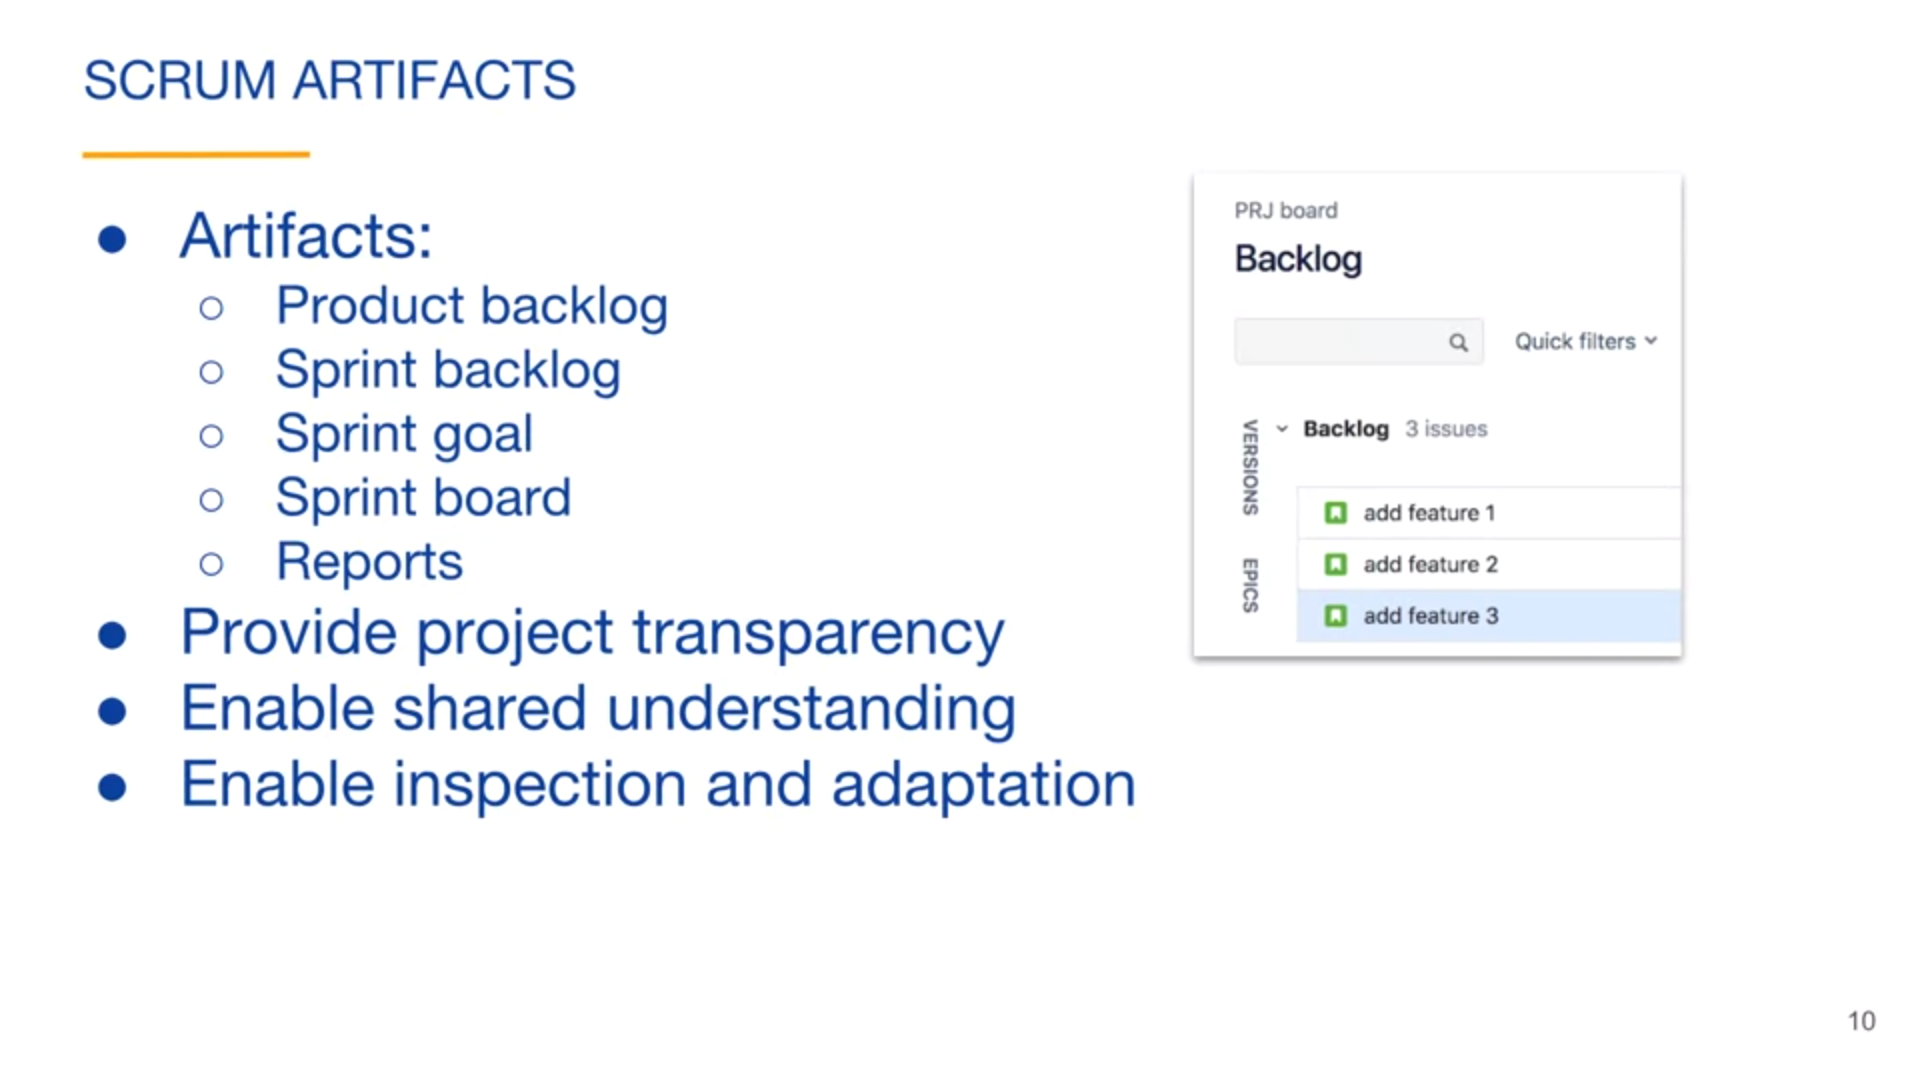 SCRUM ARTIFACTS
● Artifacts:
○ Product backlog
○ Sprint backlog
○ Sprint goal
○ Sprint board
○ Reports
● Provide project transparency
● Enable shared understanding
● Enable inspection and adaptation
PRJ board
Backlog
Quick filters
VERSIONS
EPICS
Backlog 3 issues
add feature 1
add feature 2
add feature 3
10